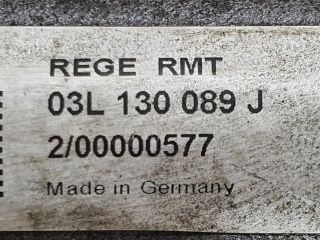 REGE RMT
03L 130 089 J
2/00000577
Made in Germany